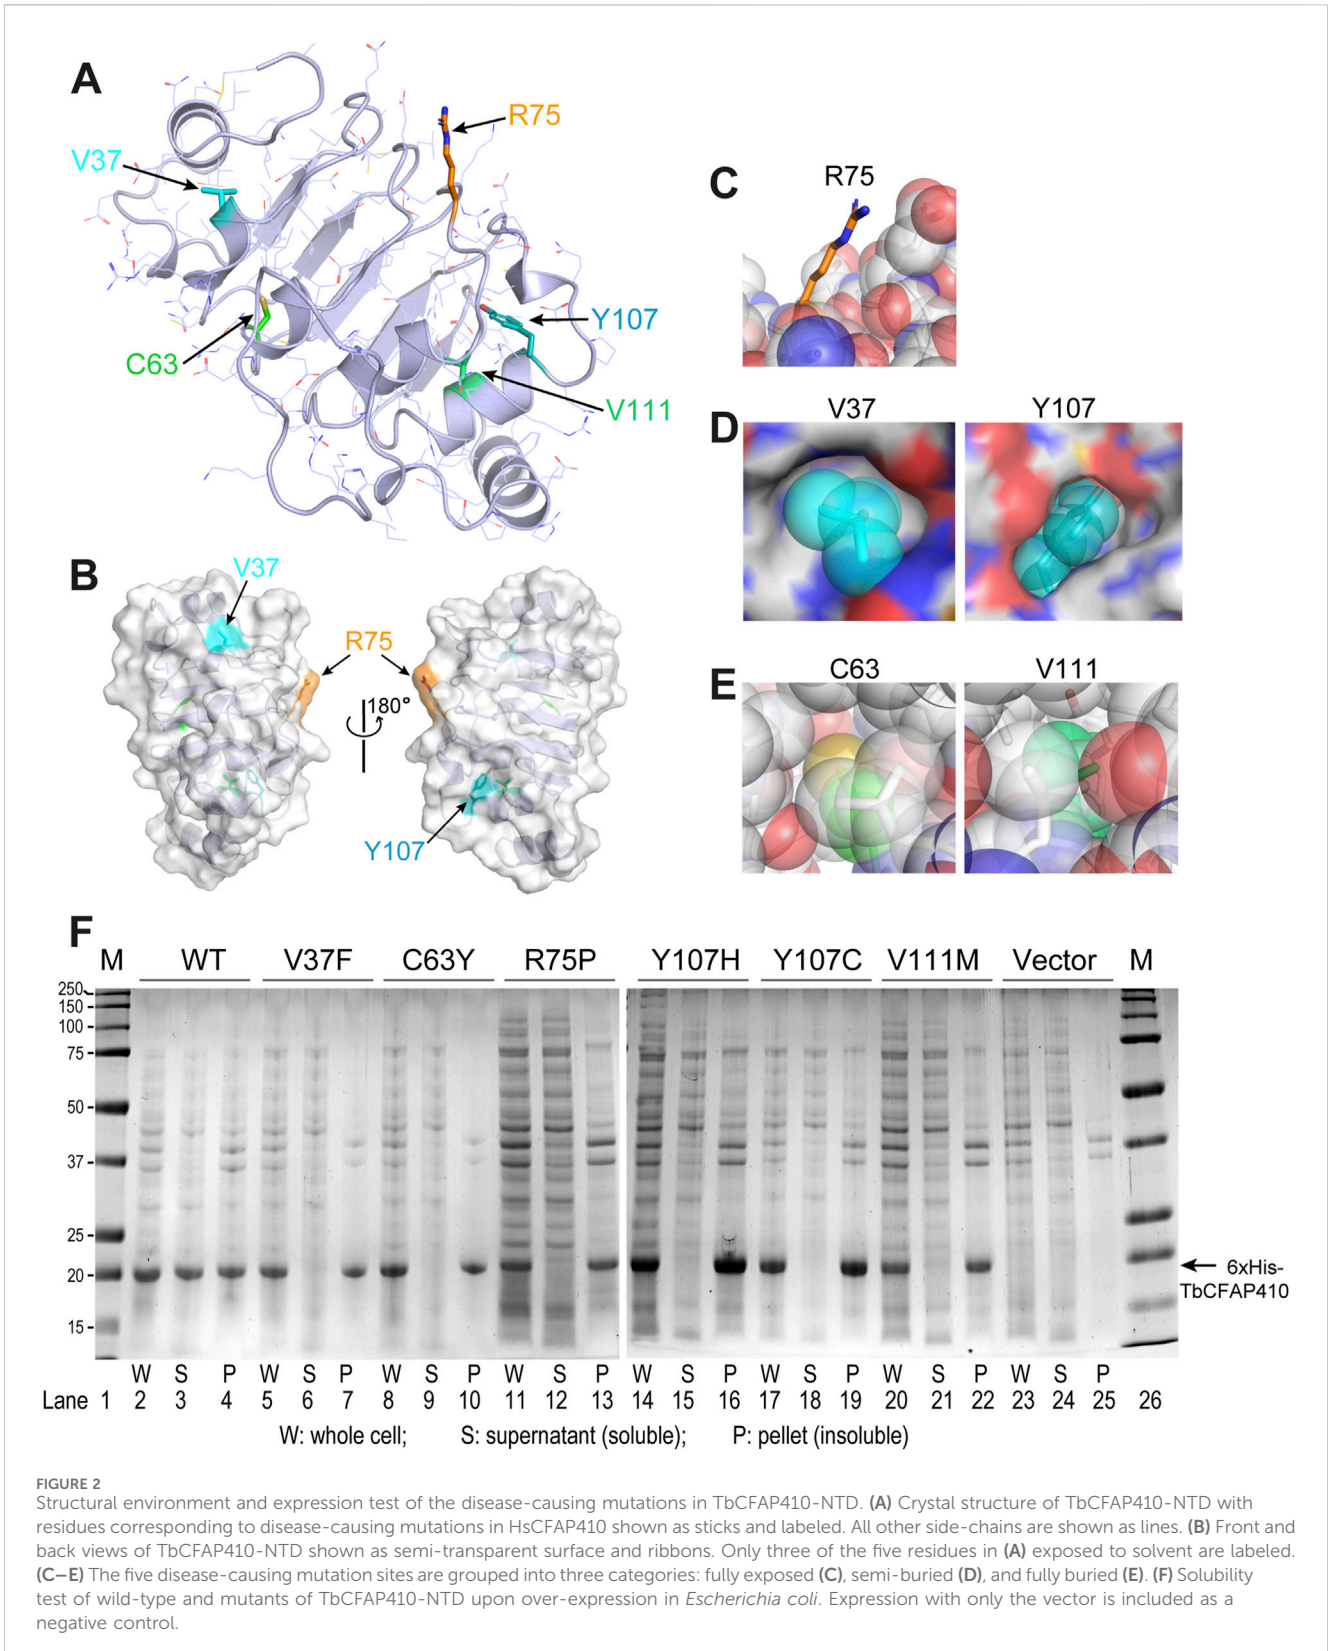 A
R75
V37
C63
Y107
V111
B
V37
R75
180°
Y107
C
R75
D
V37
Y107
E
C63
V111
F
M WT V37F C63Y R75P Y107H Y107C V111M Vector M
250
150
100
75
50
37
25
20
15
6xHis-
TbCFAP410
W S P W S P W S P W S P W S P W S P W S P W S P
Lane 1 2 3 4 5 6 7 8 9 10 11 12 13 14 15 16 17 18 19 20 21 22 23 24 25 26
W: whole cell; S: supernatant (soluble); P: pellet (insoluble)
FIGURE 2
Structural environment and expression test of the disease-causing mutations in TbCFAP410-NTD. (A) Crystal structure of TbCFAP410-NTD with
residues corresponding to disease-causing mutations in HsCFAP410 shown as sticks and labeled. All other side-chains are shown as lines. (B) Front and
back views of TbCFAP410-NTD shown as semi-transparent surface and ribbons. Only three of the five residues in (A) exposed to solvent are labeled.
(C–E) The five disease-causing mutation sites are grouped into three categories: fully exposed (C), semi-buried (D), and fully buried (E). (F) Solubility
test of wild-type and mutants of TbCFAP410-NTD upon over-expression in Escherichia coli. Expression with only the vector is included as a
negative control.